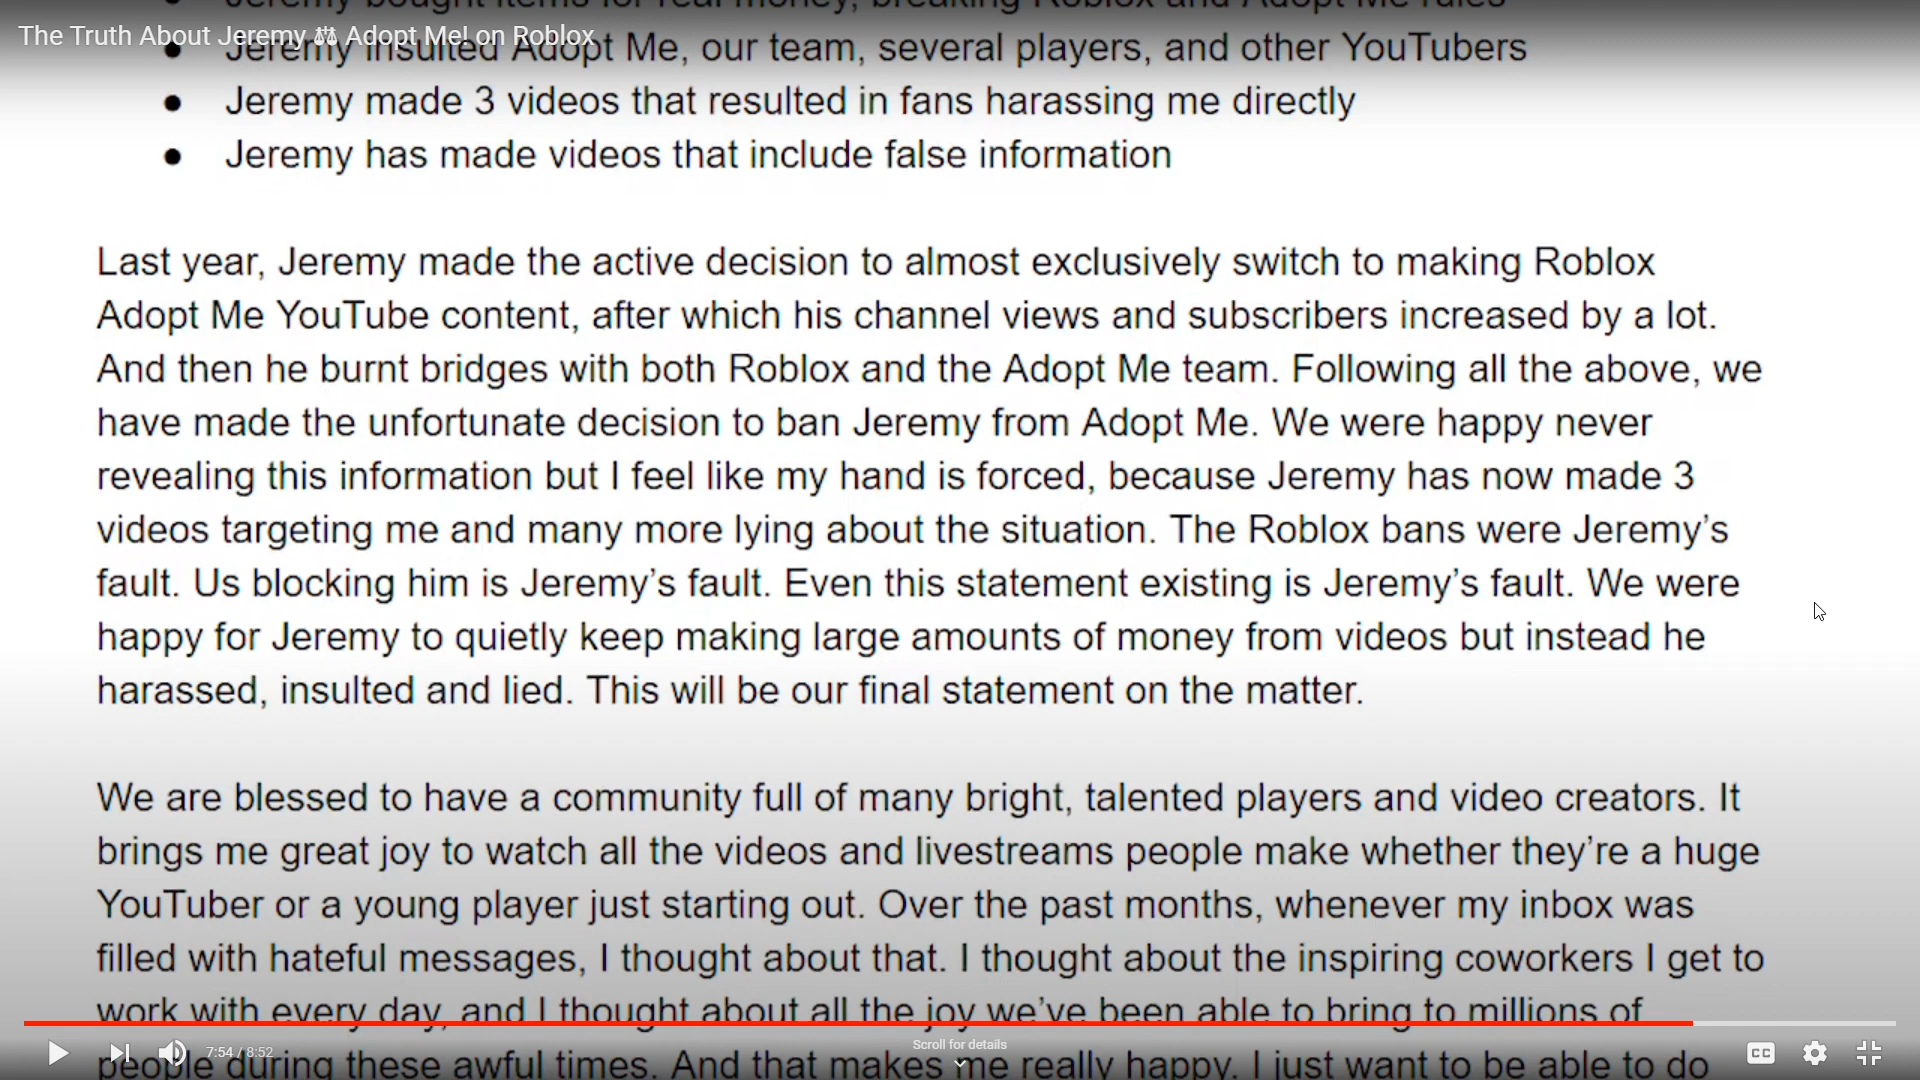 Jeremy bought items for real money, breaking Roblox and Adopt Me rules
The Truth About Jeremy ⚖⚖ Adopt Me! on Roblox
● Jeremy insulted Adopt Me, our team, several players, and other YouTubers
● Jeremy made 3 videos that resulted in fans harassing me directly
● Jeremy has made videos that include false information
Last year, Jeremy made the active decision to almost exclusively switch to making Roblox
Adopt Me YouTube content, after which his channel views and subscribers increased by a lot.
And then he burnt bridges with both Roblox and the Adopt Me team. Following all the above, we
have made the unfortunate decision to ban Jeremy from Adopt Me. We were happy never
revealing this information but I feel like my hand is forced, because Jeremy has now made 3
videos targeting me and many more lying about the situation. The Roblox bans were Jeremy’s
fault. Us blocking him is Jeremy’s fault. Even this statement existing is Jeremy’s fault. We were
happy for Jeremy to quietly keep making large amounts of money from videos but instead he
harassed, insulted and lied. This will be our final statement on the matter.
We are blessed to have a community full of many bright, talented players and video creators. It
brings me great joy to watch all the videos and livestreams people make whether they’re a huge
YouTuber or a young player just starting out. Over the past months, whenever my inbox was
filled with hateful messages, I thought about that. I thought about the inspiring coworkers I get to
work with every day, and I thought about all the joy we’ve been able to bring to millions of
people during these awful times. And that makes me really happy. I just want to be able to do
7:54 / 8:52
Scroll for details
CC